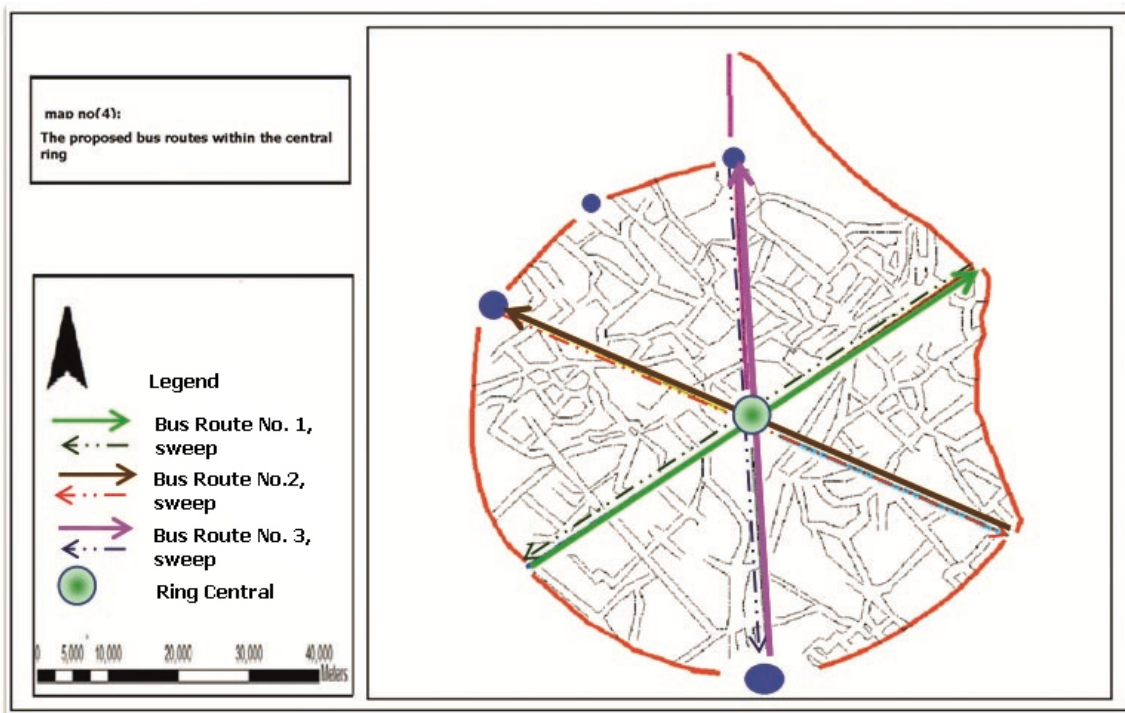 map no(4):
The proposed bus routes within the central
ring
Legend
Bus Route No. 1,
sweep
Bus Route No.2,
sweep
Bus Route No. 3,
sweep
Ring Central
0 5,000 10,000 20,000 30,000 40,000
Meters